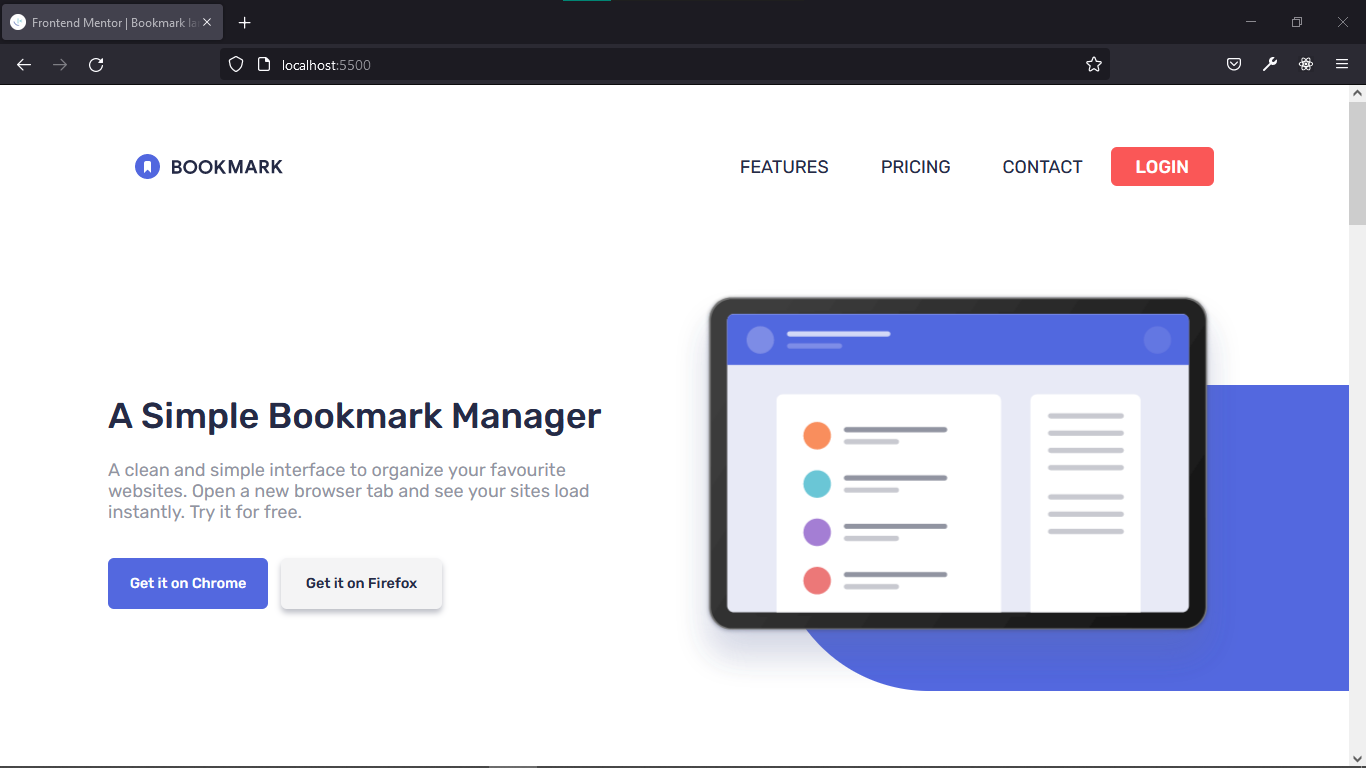 Frontend Mentor | Bookmark la
localhost:5500
BOOKMARK
FEATURES
PRICING
CONTACT
LOGIN
A Simple Bookmark Manager
A clean and simple interface to organize your favourite
websites. Open a new browser tab and see your sites load
instantly. Try it for free.
Get it on Chrome
Get it on Firefox